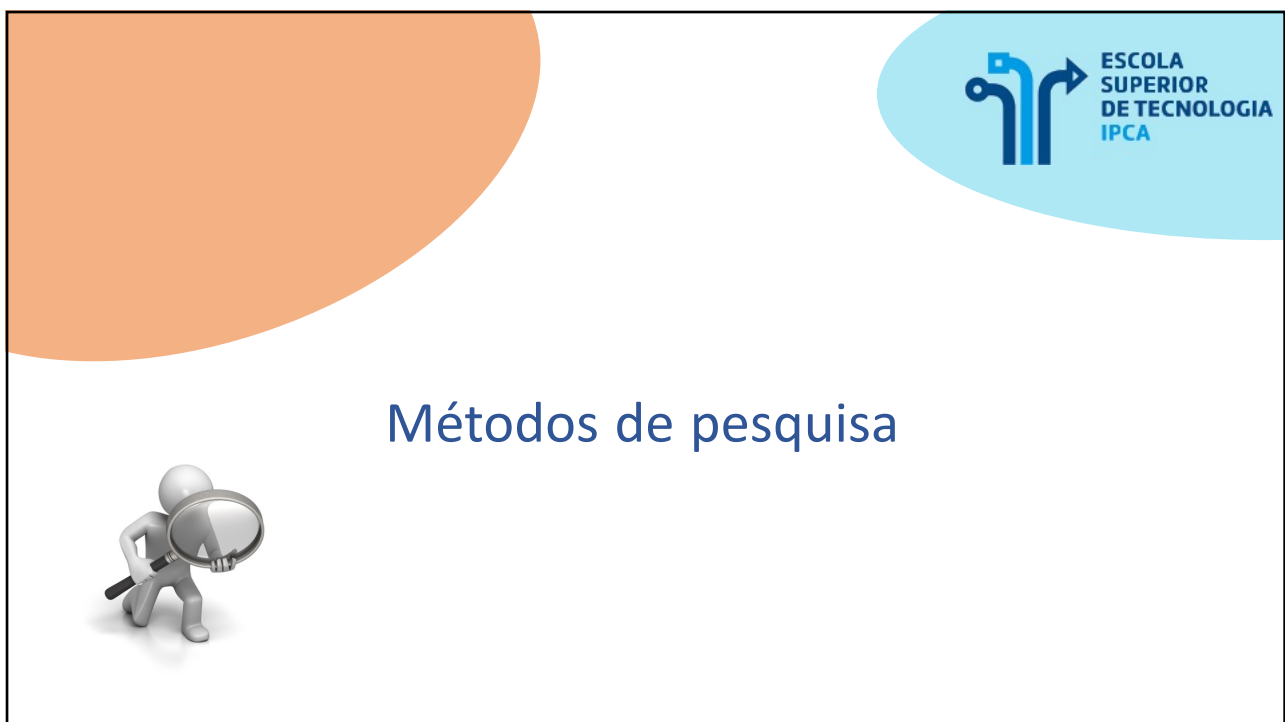 ESCOLA
SUPERIOR
DE TECNOLOGIA
IPCA
Métodos de pesquisa